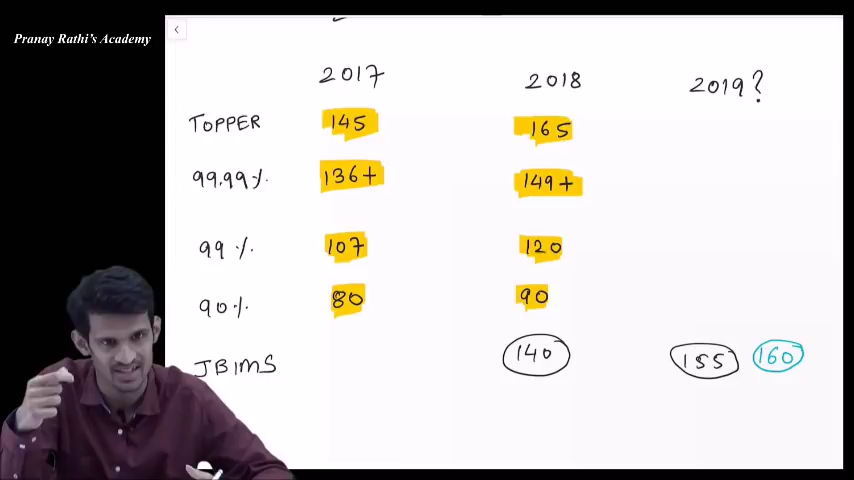 Pranay Rathi's Academy
2017 2018 2019?
TOPPER 145 165
99.99% 136+ 149+
99% 107 120
90% 80 90
JBIMS 140 155 160